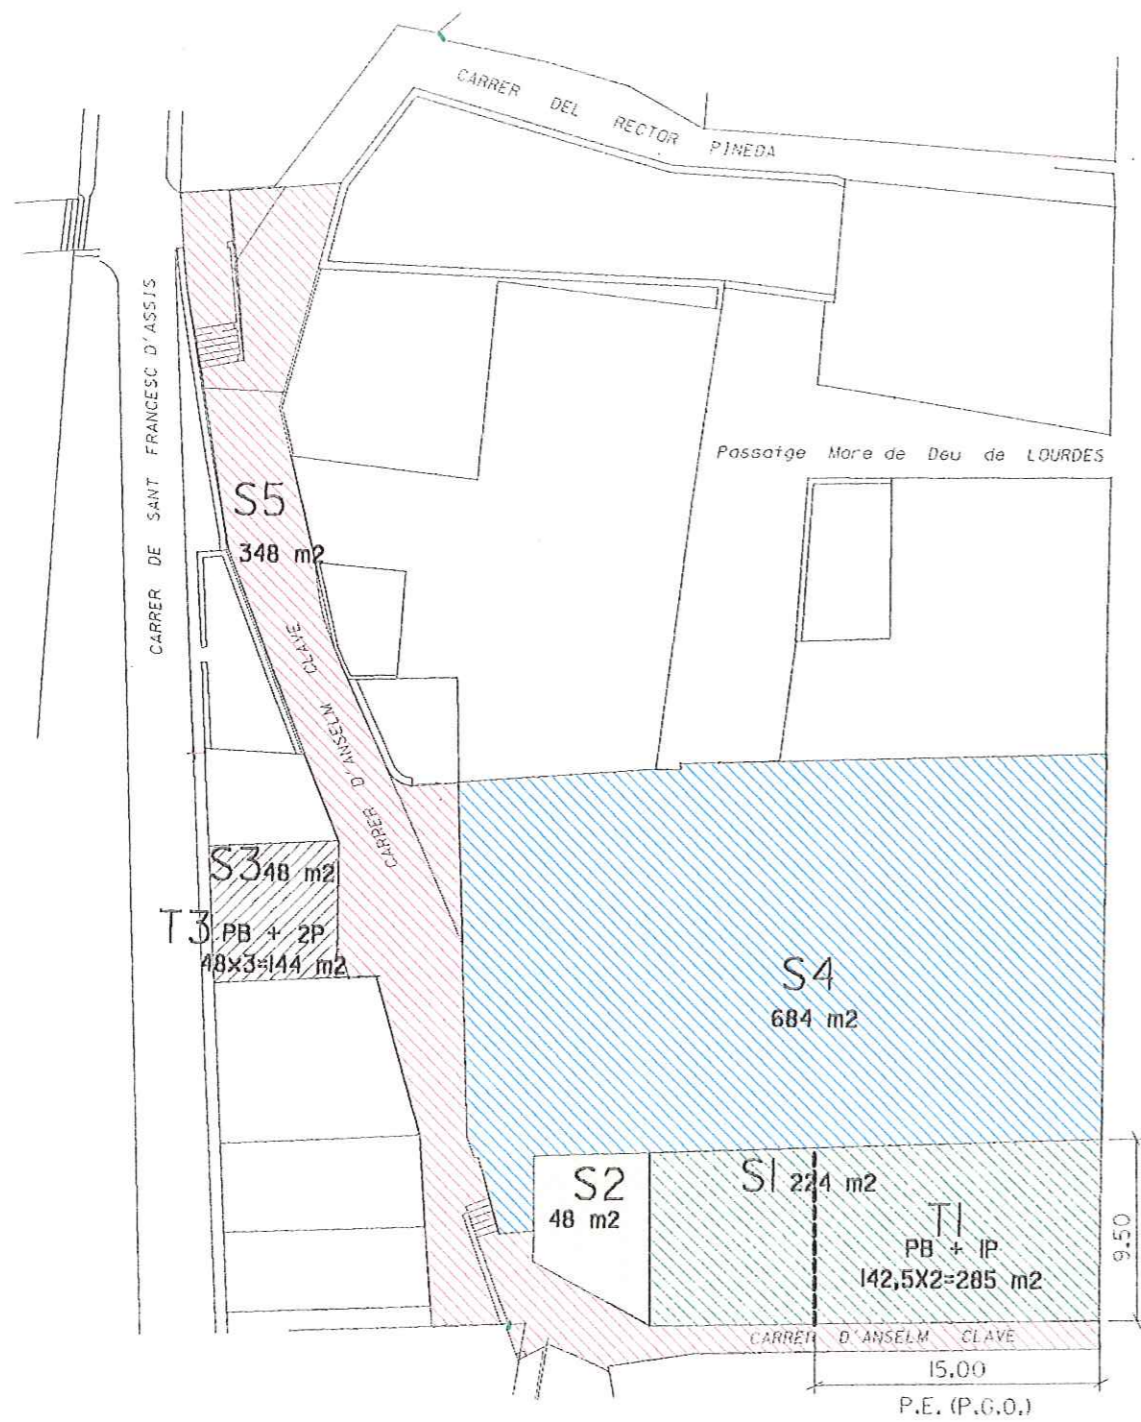 CARRER DEL RECTOR PINEDA
CARRER DE SANT FRANCESC D'ASSIS
Passatge Mare de Deu de LOURDES
S5
348 m2
CARRER D'ANSELM CLAVE
S3 48 m2
T3 PB + 2P
48x3=144 m2
S4
684 m2
S2
48 m2
S1 224 m2
T1
PB + 1P
142,5X2=285 m2
9.50
CARRER D'ANSELM CLAVE
15.00
P.E. (P.G.O.)